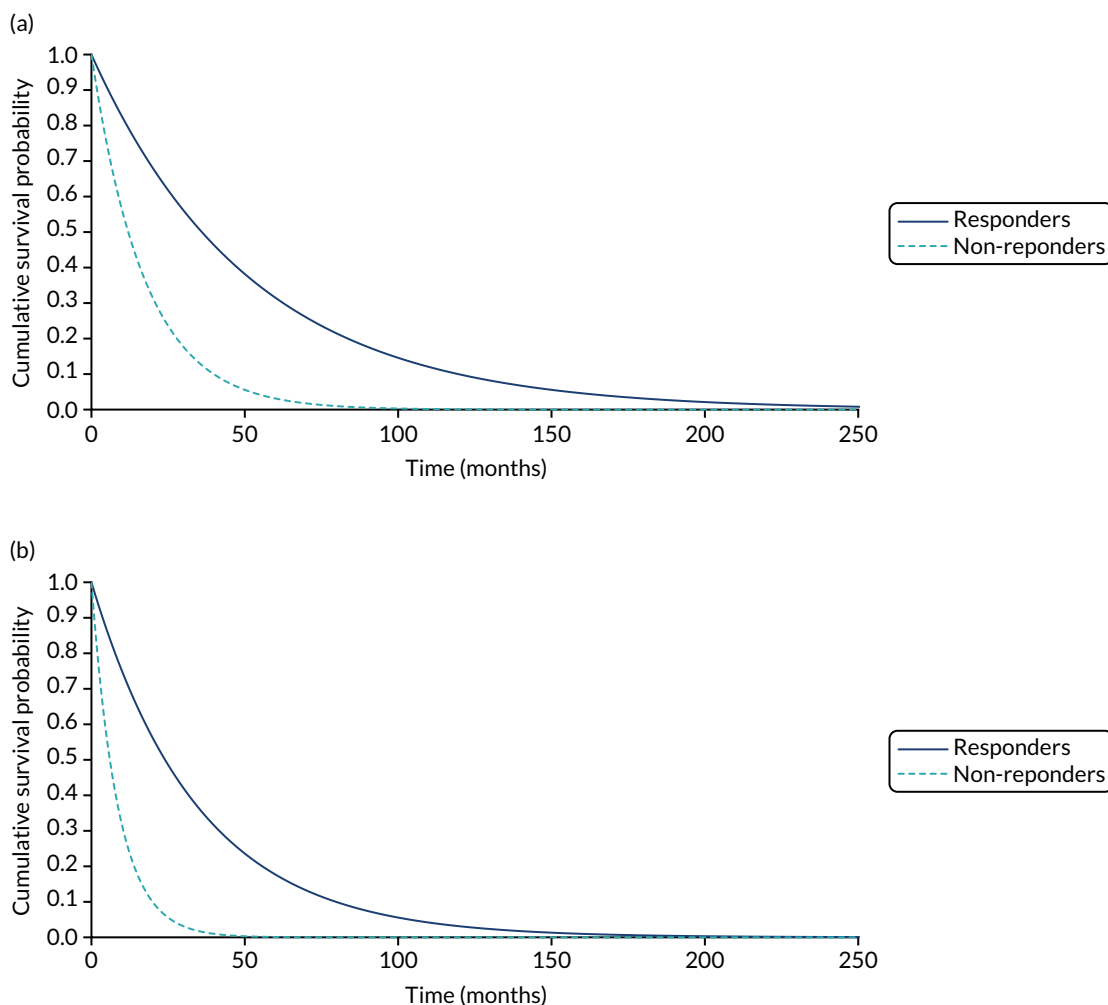 (a)
Cumulative survival probability
1.0
0.9
0.8
0.7
0.6
0.5
0.4
0.3
0.2
0.1
0.0
0 50 100 150 200 250
Time (months)
Responders
Non-reponders
(b)
Cumulative survival probability
1.0
0.9
0.8
0.7
0.6
0.5
0.4
0.3
0.2
0.1
0.0
0 50 100 150 200 250
Time (months)
Responders
Non-reponders